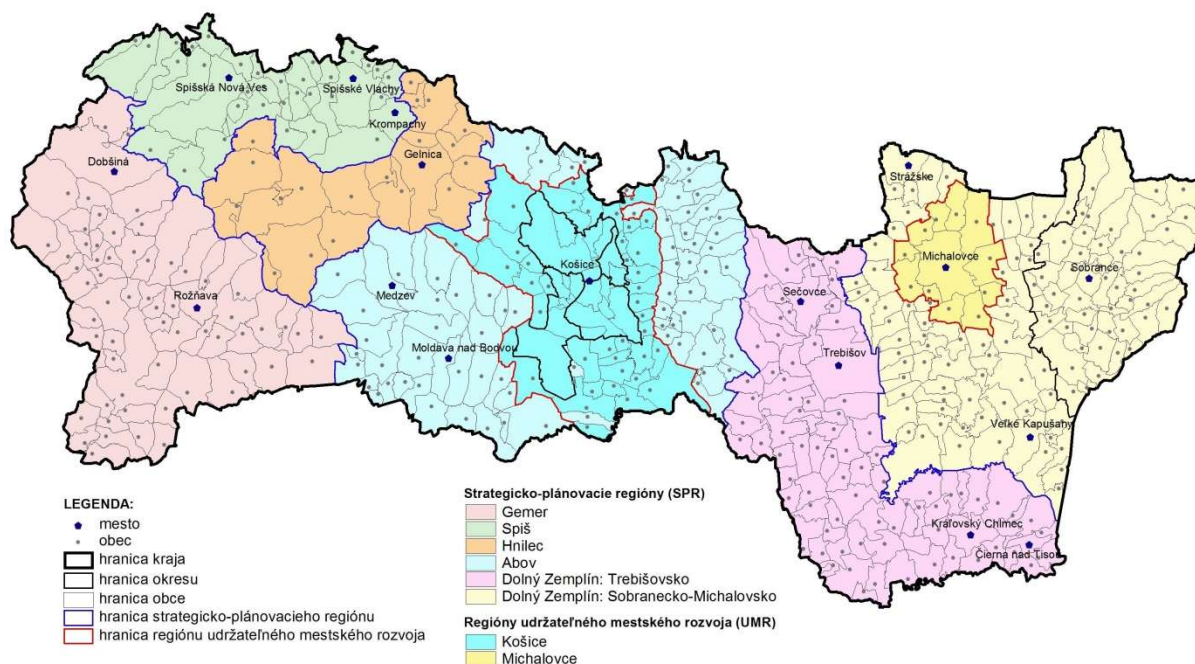 Spišská Nová Ves
Spišské Vlachy
Krompachy
Dobšiná
Gelnica
Strážske
Michalovce
Košice
Sobrance
Medzev
Sečovce
Rožňava
Moldava nad Bodvou
Trebišov
Veľké Kapušany
Kráľovský Chlmec
Čierna nad Tisou
LEGENDA:
mesto
obec
hranica kraja
hranica okresu
hranica obce
hranica strategicko-plánovacieho regiónu
hranica regiónu udržateľného mestského rozvoja
Strategicko-plánovacie regióny (SPR)
Gemer
Spiš
Hnilec
Abov
Dolný Zemplín: Trebišovsko
Dolný Zemplín: Sobranecko-Michalovsko
Regióny udržateľného mestského rozvoja (UMR)
Košice
Michalovce